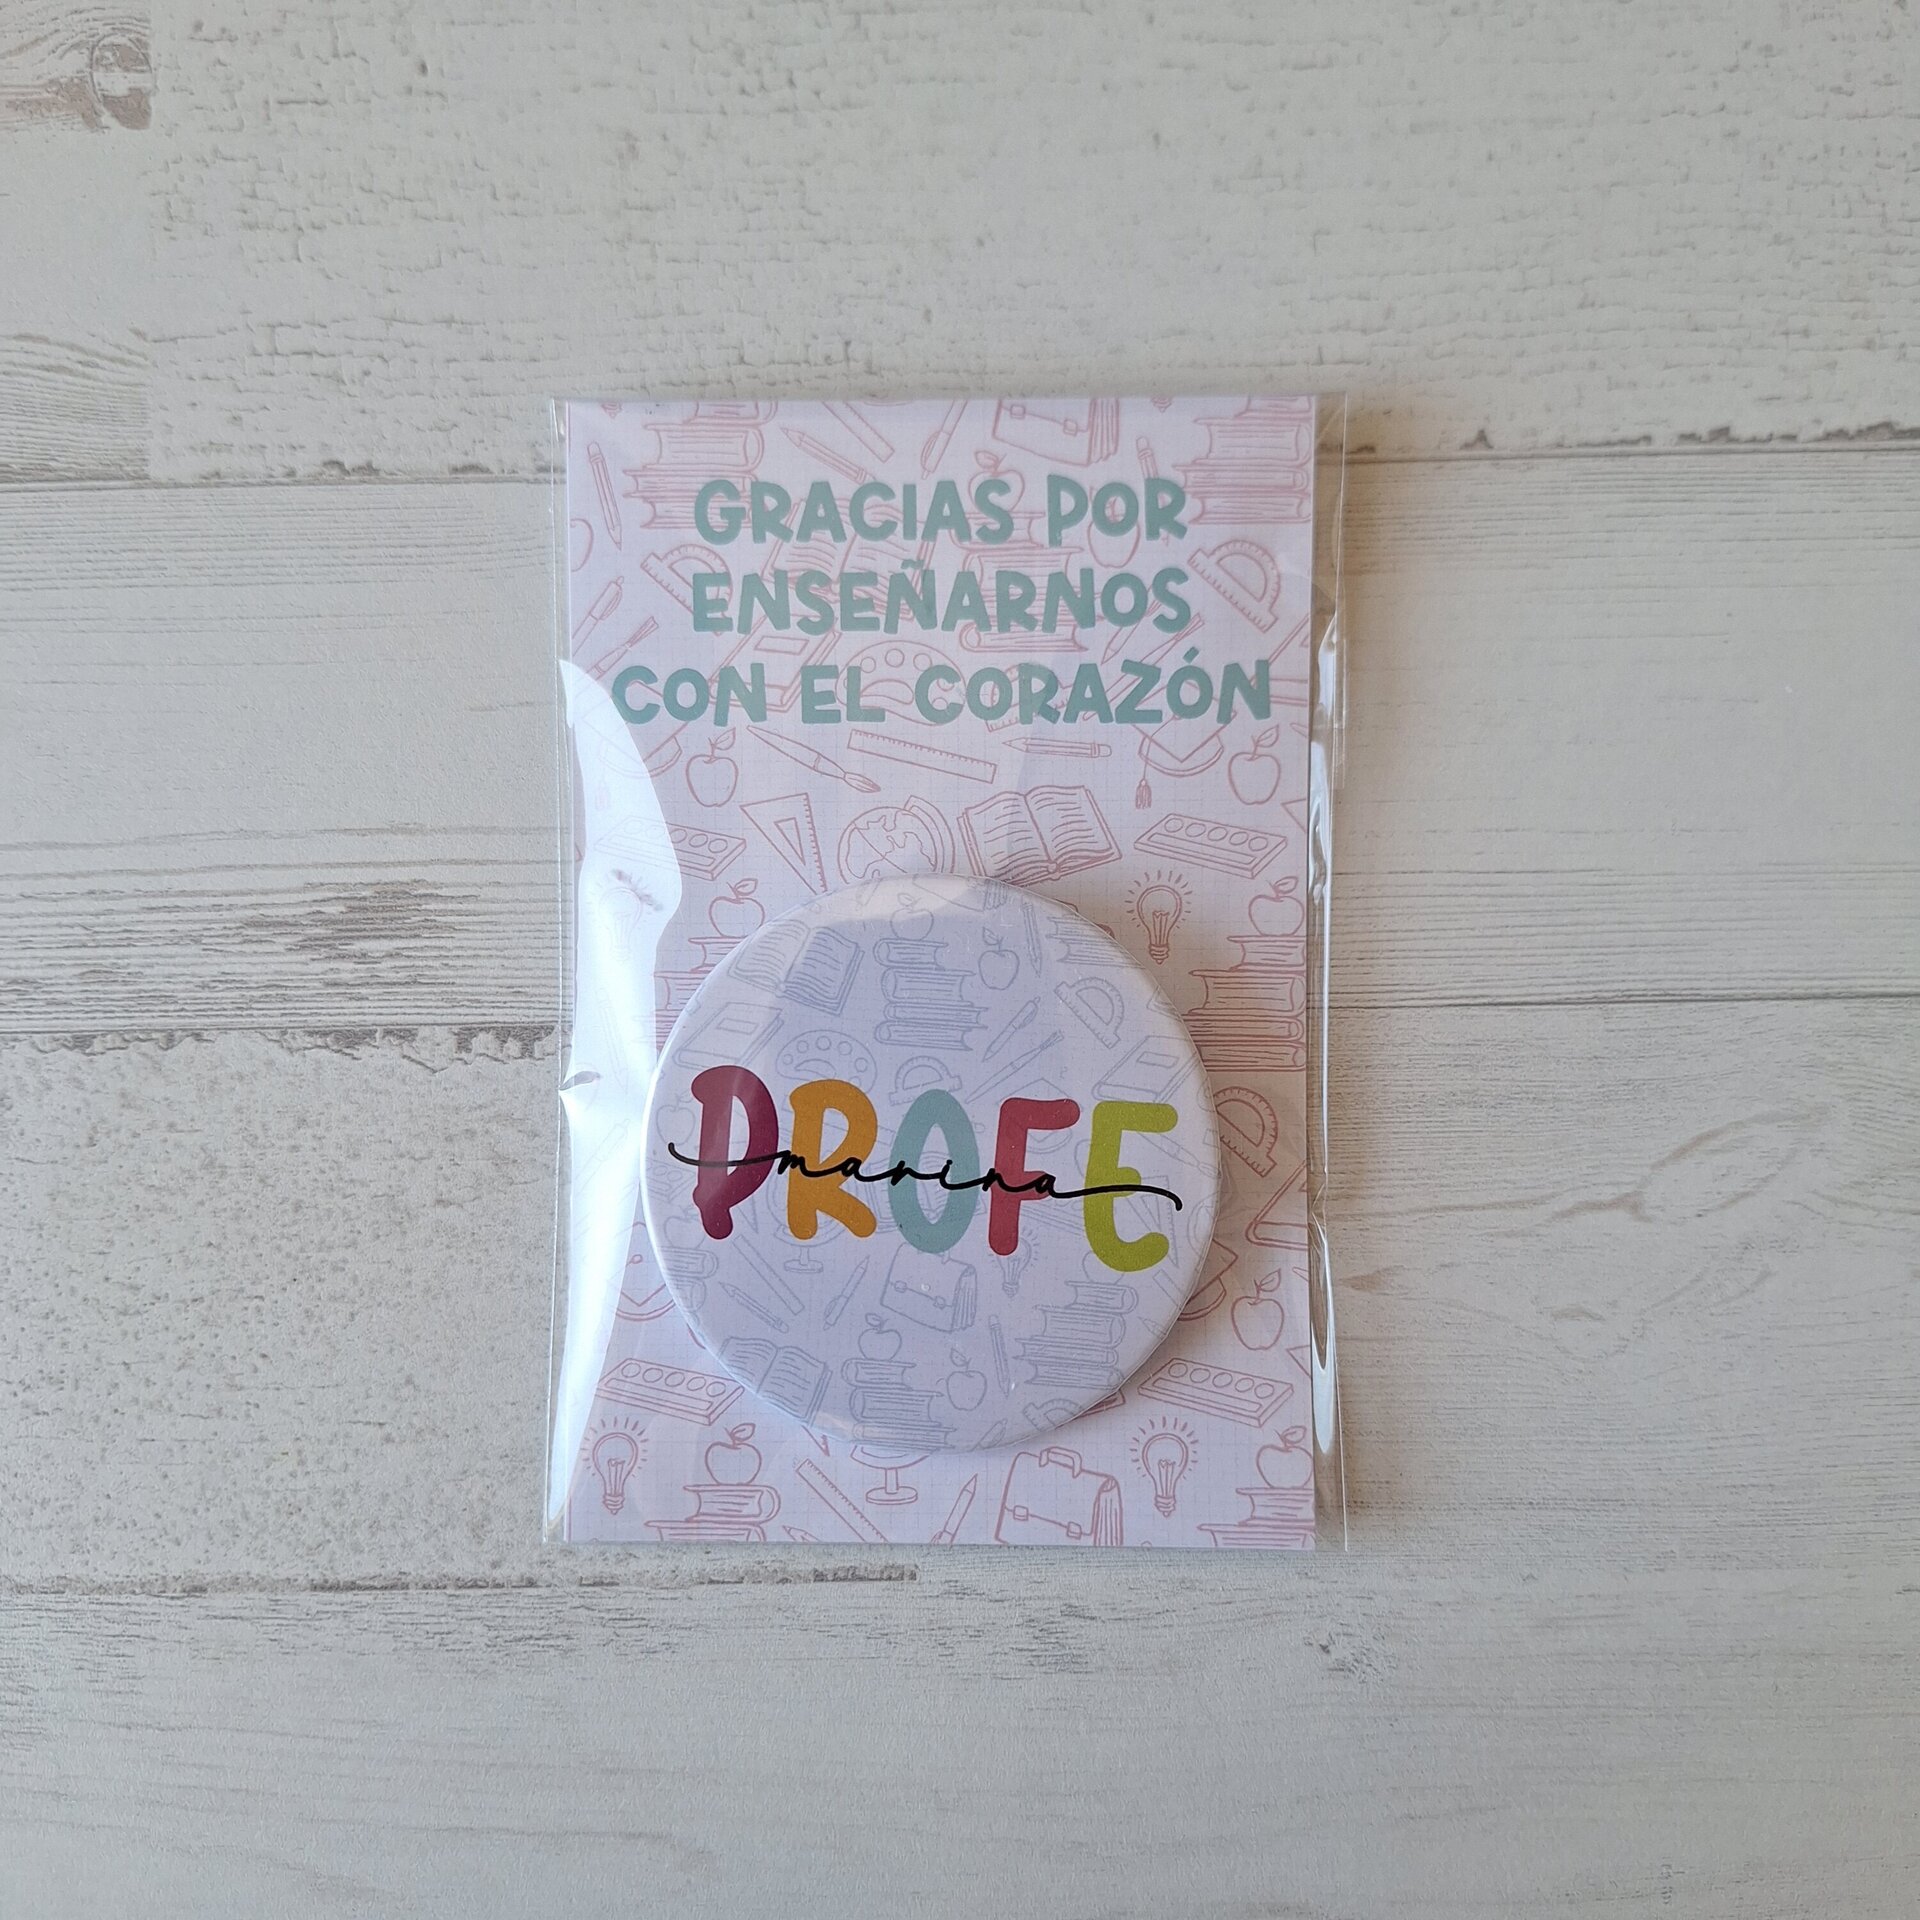 GRACIAS POR
ENSEÑARNOS
CON EL CORAZÓN
PROFE
marina